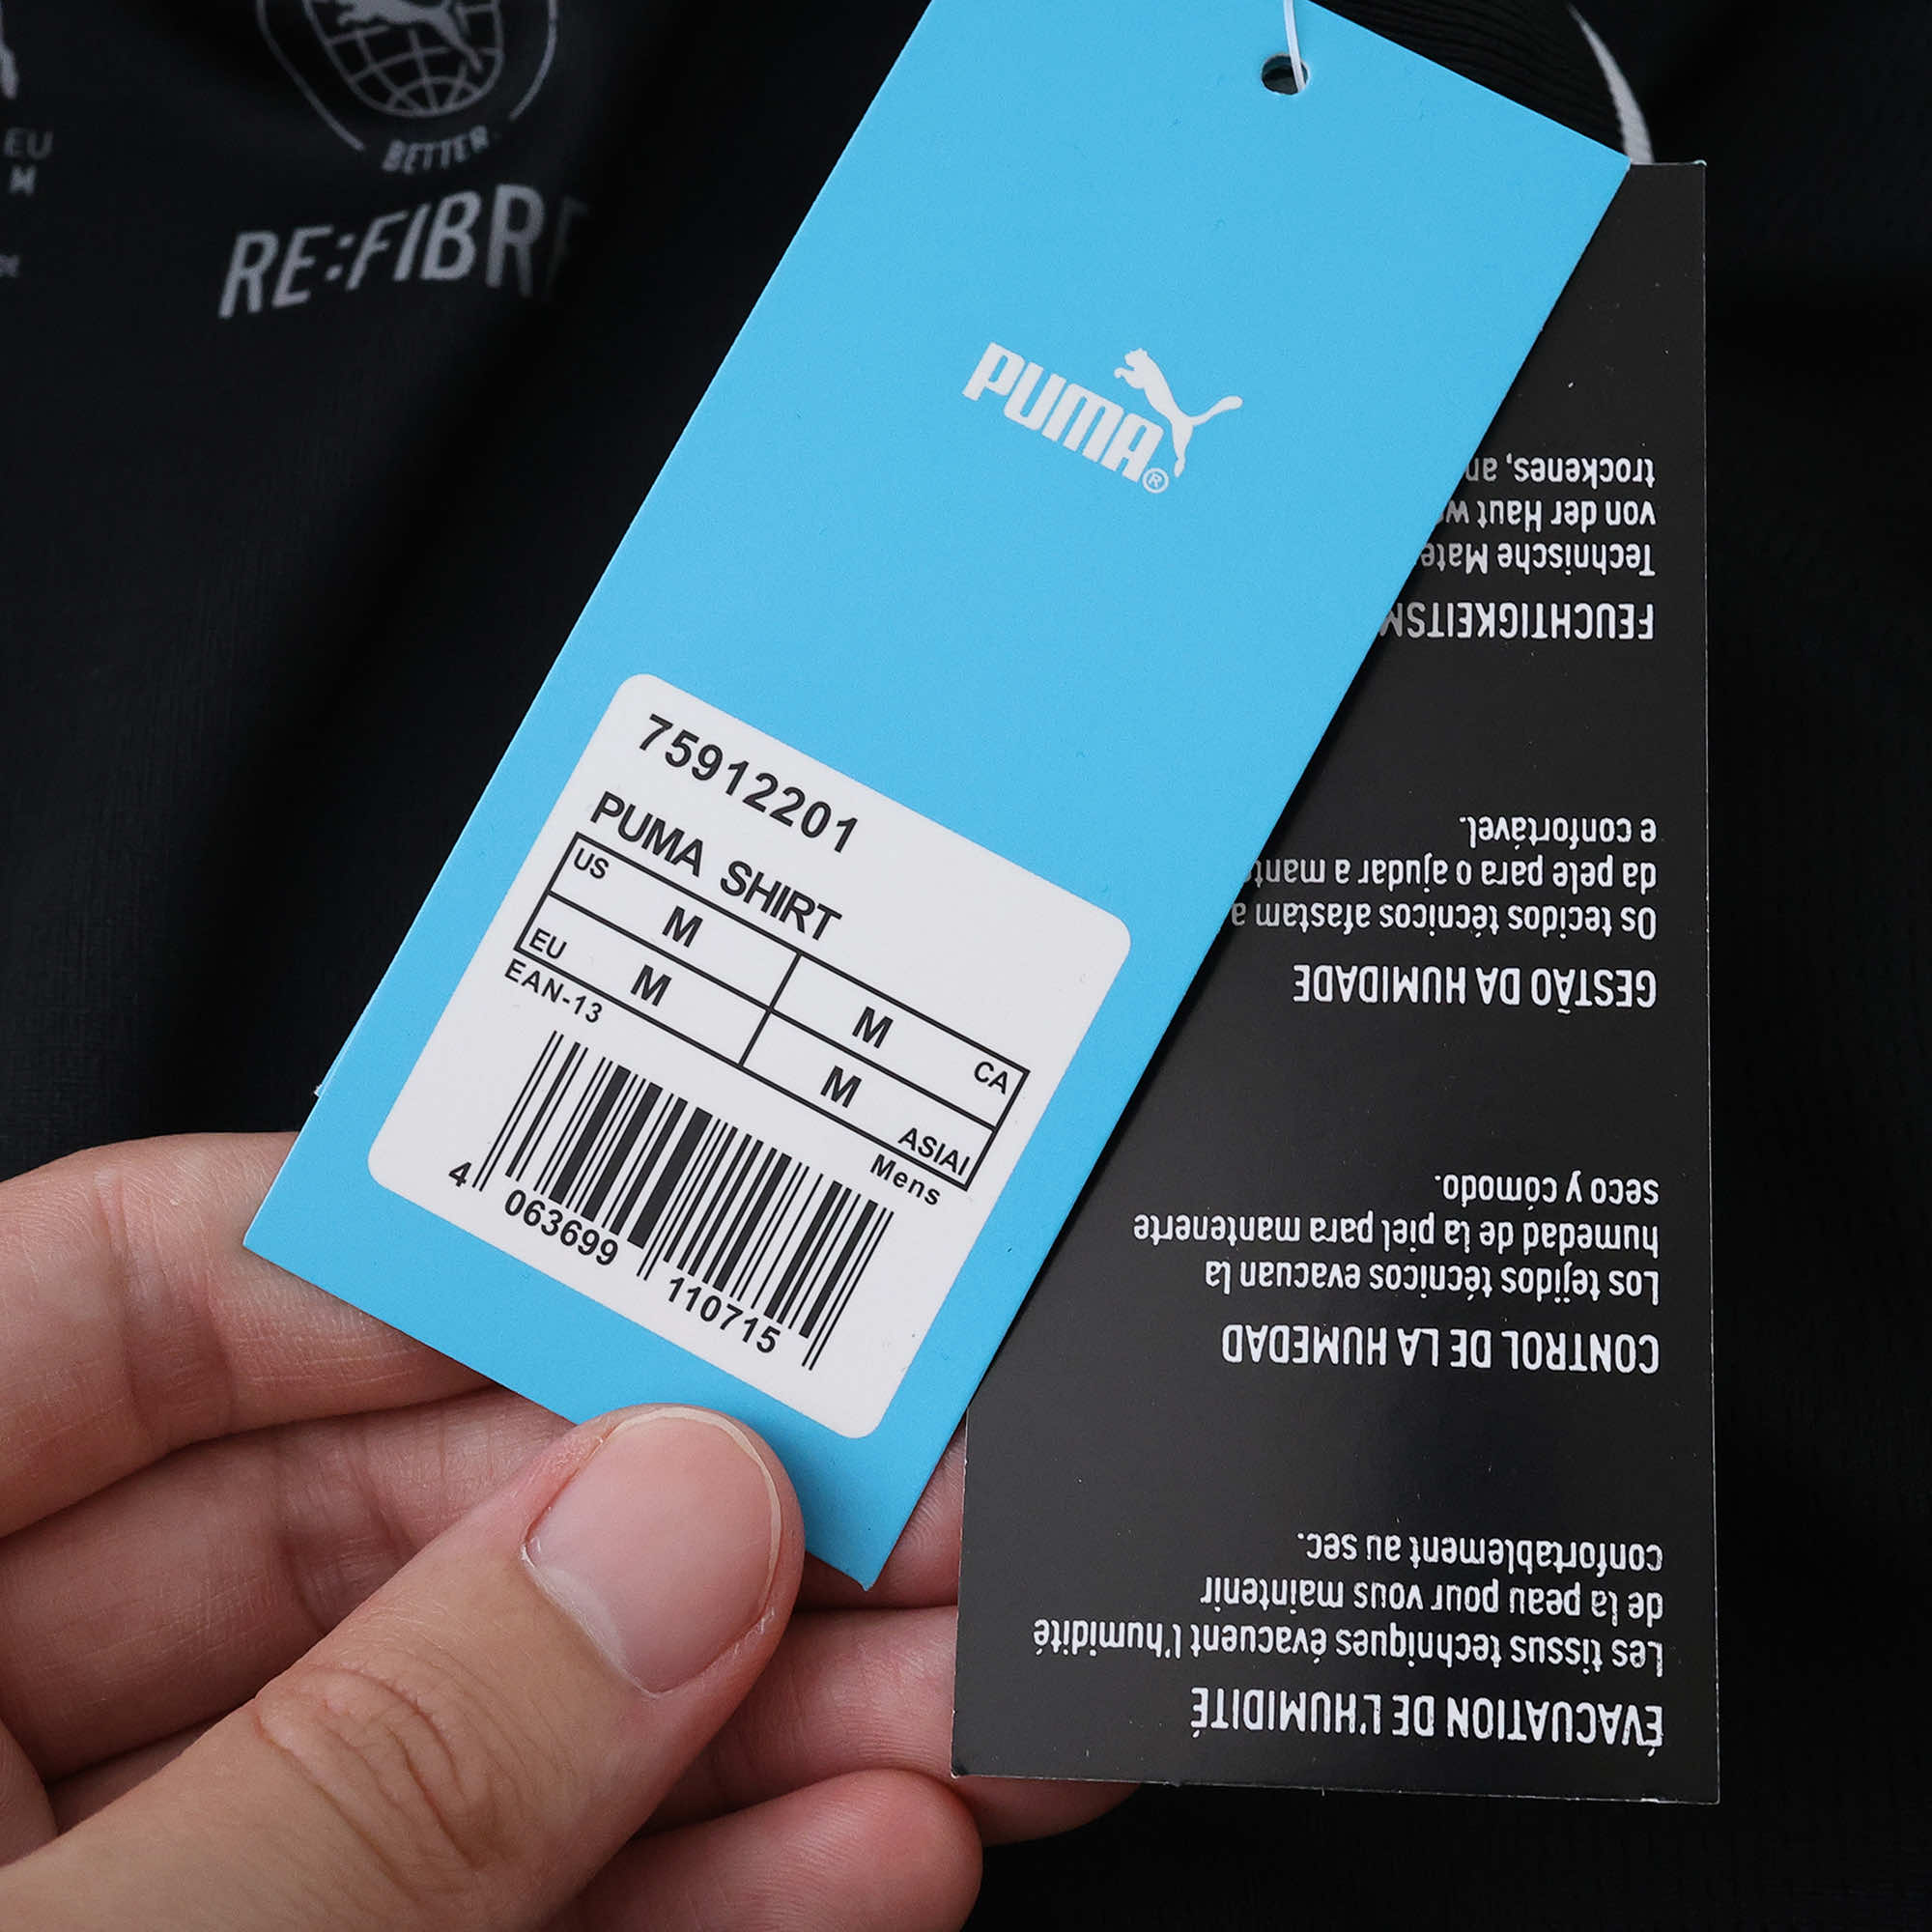 EU
M
BETTER
RE:FIBRE
PUMA®
75912201
PUMA SHIRT
US M M CA
EU M M ASIAI
EAN-13 Mens
4 063699 110715
ÉVACUATION DE L'HUMIDITÉ
Les tissus techniques évacuent l'humidité
de la peau pour vous maintenir
confortablement au sec.
CONTROL DE LA HUMEDAD
Los tejidos técnicos evacuan la
humedad de la piel para mantenerte
seco y cómodo.
GESTÃO DA HUMIDADE
Os tecidos técnicos afastam a
da pele para o ajudar a mant
e confortável.
FEUCHTIGKEITSM
Technische Mate
von der Haut w
trockenes, an